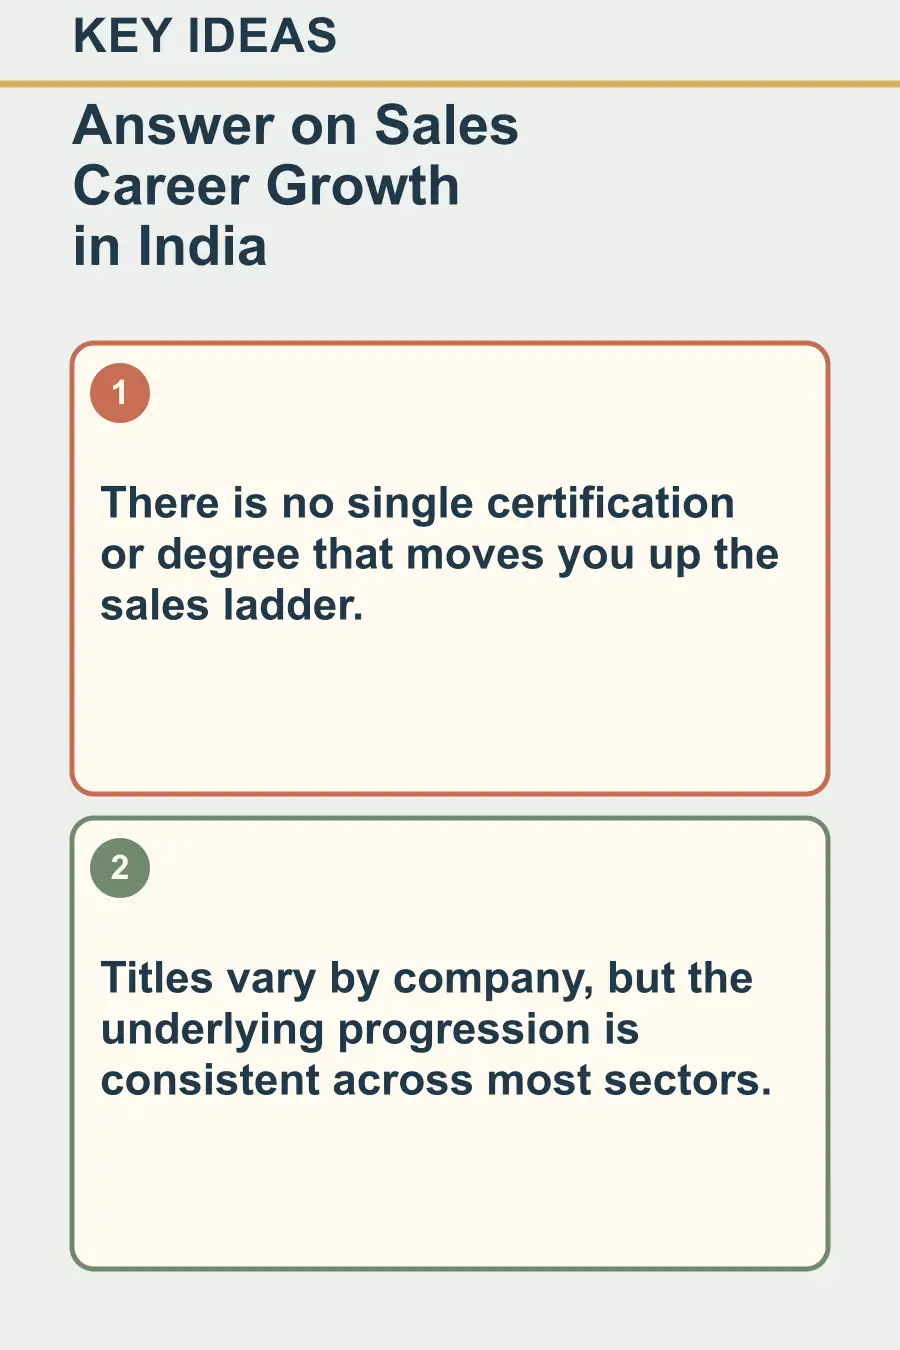 KEY IDEAS
Answer on Sales
Career Growth
in India
1
There is no single certification
or degree that moves you up the
sales ladder.
2
Titles vary by company, but the
underlying progression is
consistent across most sectors.